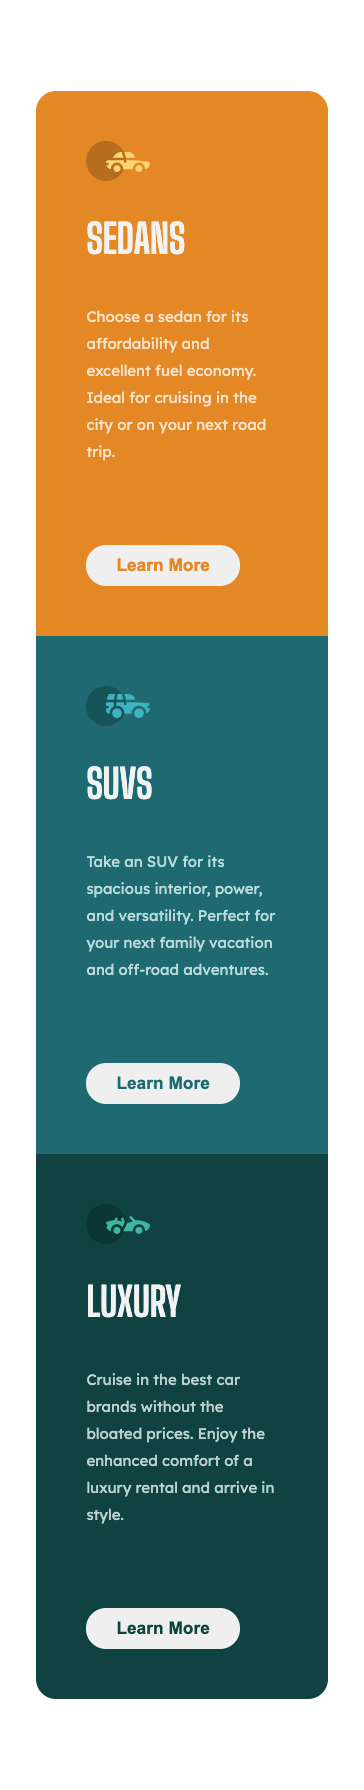 SEDANS
Choose a sedan for its
affordability and
excellent fuel economy.
Ideal for cruising in the
city or on your next road
trip.
Learn More
SUVS
Take an SUV for its
spacious interior, power,
and versatility. Perfect for
your next family vacation
and off-road adventures.
Learn More
LUXURY
Cruise in the best car
brands without the
bloated prices. Enjoy the
enhanced comfort of a
luxury rental and arrive in
style.
Learn More